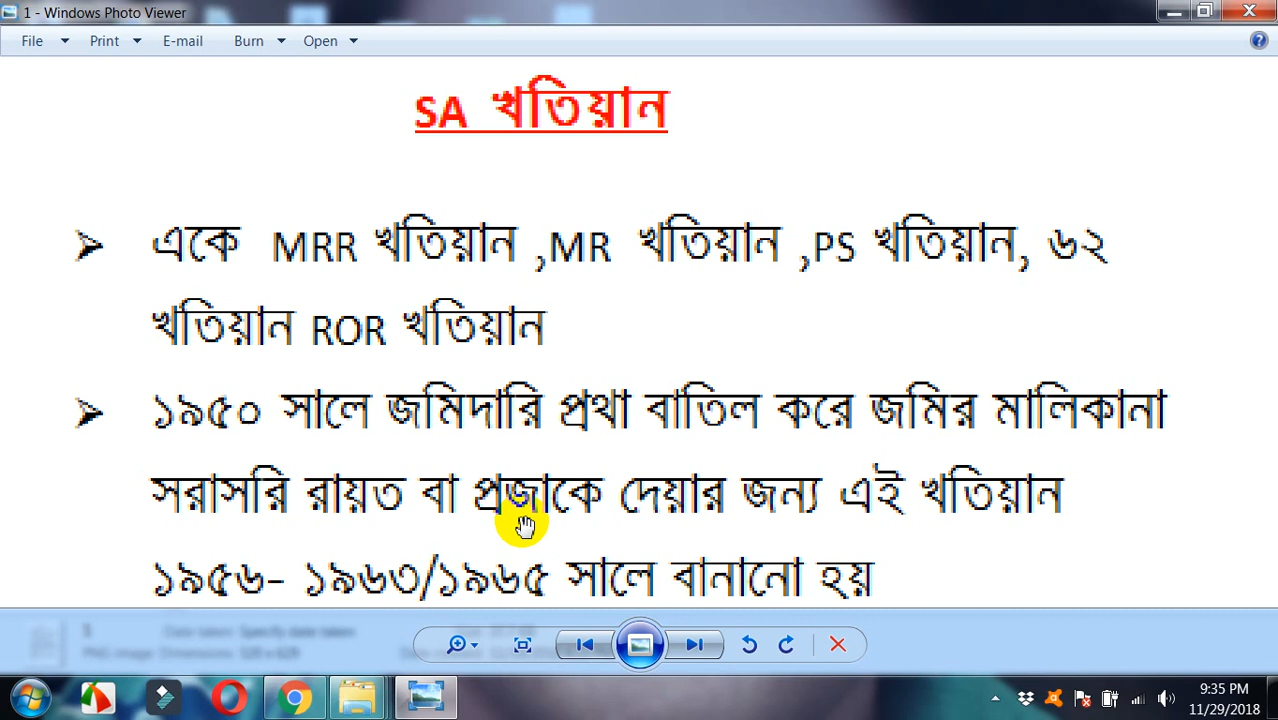 1 - Windows Photo Viewer
File Print E-mail Burn Open
SA খতিয়ান
একে MRR খতিয়ান ,MR খতিয়ান ,PS খতিয়ান, ৬২
খতিয়ান ROR খতিয়ান
১৯৫০ সালে জমিদারি প্রথা বাতিল করে জমির মালিকানা
সরাসরি রায়ত বা প্রজাকে দেয়ার জন্য এই খতিয়ান
১৯৫৬- ১৯৬৩/১৯৬৫ সালে বানানো হয়
9:35 PM
11/29/2018